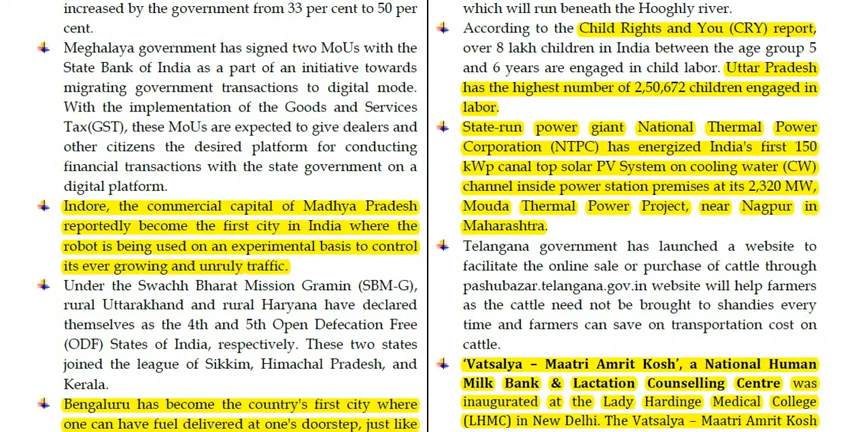 increased by the government from 33 per cent to 50 per
cent.
Meghalaya government has signed two MoUs with the
State Bank of India as a part of an initiative towards
migrating government transactions to digital mode.
With the implementation of the Goods and Services
Tax(GST), these MoUs are expected to give dealers and
other citizens the desired platform for conducting
financial transactions with the state government on a
digital platform.
Indore, the commercial capital of Madhya Pradesh
reportedly become the first city in India where the
robot is being used on an experimental basis to control
its ever growing and unruly traffic.
Under the Swachh Bharat Mission Gramin (SBM-G),
rural Uttarakhand and rural Haryana have declared
themselves as the 4th and 5th Open Defecation Free
(ODF) States of India, respectively. These two states
joined the league of Sikkim, Himachal Pradesh, and
Kerala.
Bengaluru has become the country's first city where
one can have fuel delivered at one's doorstep, just like
which will run beneath the Hooghly river.
According to the Child Rights and You (CRY) report,
over 8 lakh children in India between the age group 5
and 6 years are engaged in child labor. Uttar Pradesh
has the highest number of 2,50,672 children engaged in
labor.
State-run power giant National Thermal Power
Corporation (NTPC) has energized India's first 150
kWp canal top solar PV System on cooling water (CW)
channel inside power station premises at its 2,320 MW,
Mouda Thermal Power Project, near Nagpur in
Maharashtra.
Telangana government has launched a website to
facilitate the online sale or purchase of cattle through
pashubazar.telangana.gov.in website will help farmers
as the cattle need not be brought to shandies every
time and farmers can save on transportation cost on
cattle.
'Vatsalya – Maatri Amrit Kosh', a National Human
Milk Bank & Lactation Counselling Centre was
inaugurated at the Lady Hardinge Medical College
(LHMC) in New Delhi. The Vatsalya – Maatri Amrit Kosh